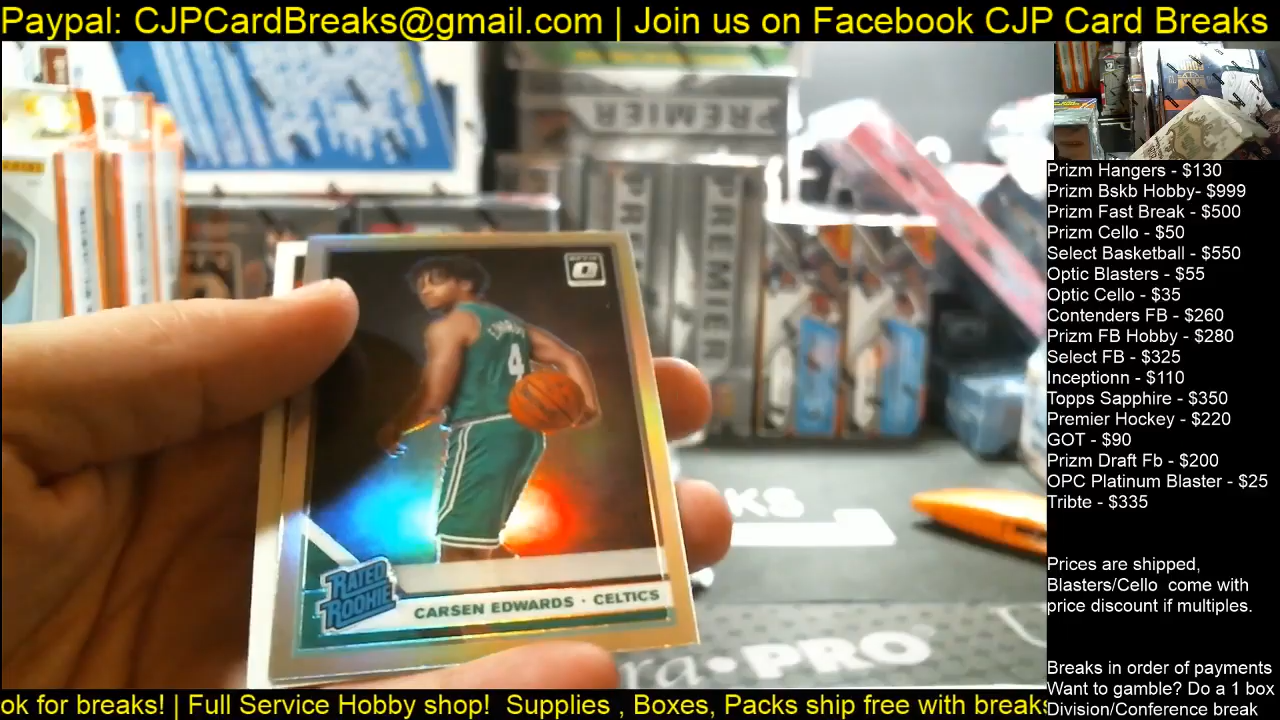 Paypal: CJPCardBreaks@gmail.com | Join us on Facebook CJP Card Breaks
PREMIER
PREMIER
PREMIER
Prizm Hangers - $130
Prizm Bskb Hobby- $999
Prizm Fast Break - $500
Prizm Cello - $50
Select Basketball - $550
Optic Blasters - $55
Optic Cello - $35
Contenders FB - $260
Prizm FB Hobby - $280
Select FB - $325
Inceptionn - $110
Topps Sapphire - $350
Premier Hockey - $220
GOT - $90
Prizm Draft Fb - $200
OPC Platinum Blaster - $25
Tribte - $335
Prices are shipped,
Blasters/Cello come with
price discount if multiples.
Breaks in order of payments
Want to gamble? Do a 1 box
Division/Conference break
4
RATED
ROOKIE
CARSEN EDWARDS · CELTICS
ra·PRO
ok for breaks! | Full Service Hobby shop! Supplies , Boxes, Packs ship free with breaks